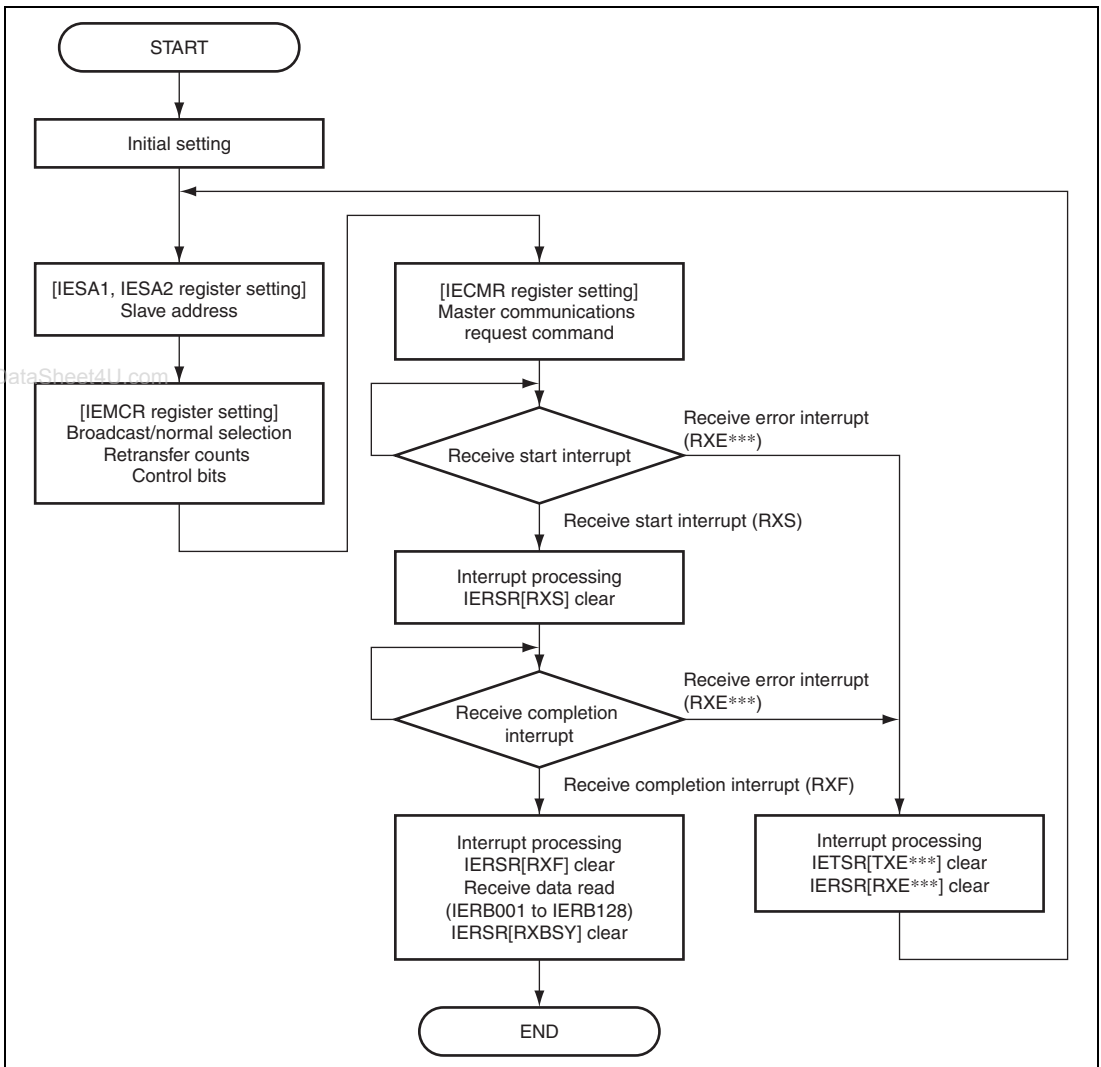 START
Initial setting
[IESA1, IESA2 register setting]
Slave address
[IEMCR register setting]
Broadcast/normal selection
Retransfer counts
Control bits
[IECMR register setting]
Master communications
request command
Receive start interrupt
Receive error interrupt
(RXE***)
Receive start interrupt (RXS)
Interrupt processing
IERSR[RXS] clear
Receive completion
interrupt
Receive error interrupt
(RXE***)
Receive completion interrupt (RXF)
Interrupt processing
IERSR[RXF] clear
Receive data read
(IERB001 to IERB128)
IERSR[RXBSY] clear
Interrupt processing
IETSR[TXE***] clear
IERSR[RXE***] clear
END
DataSheet4U.com